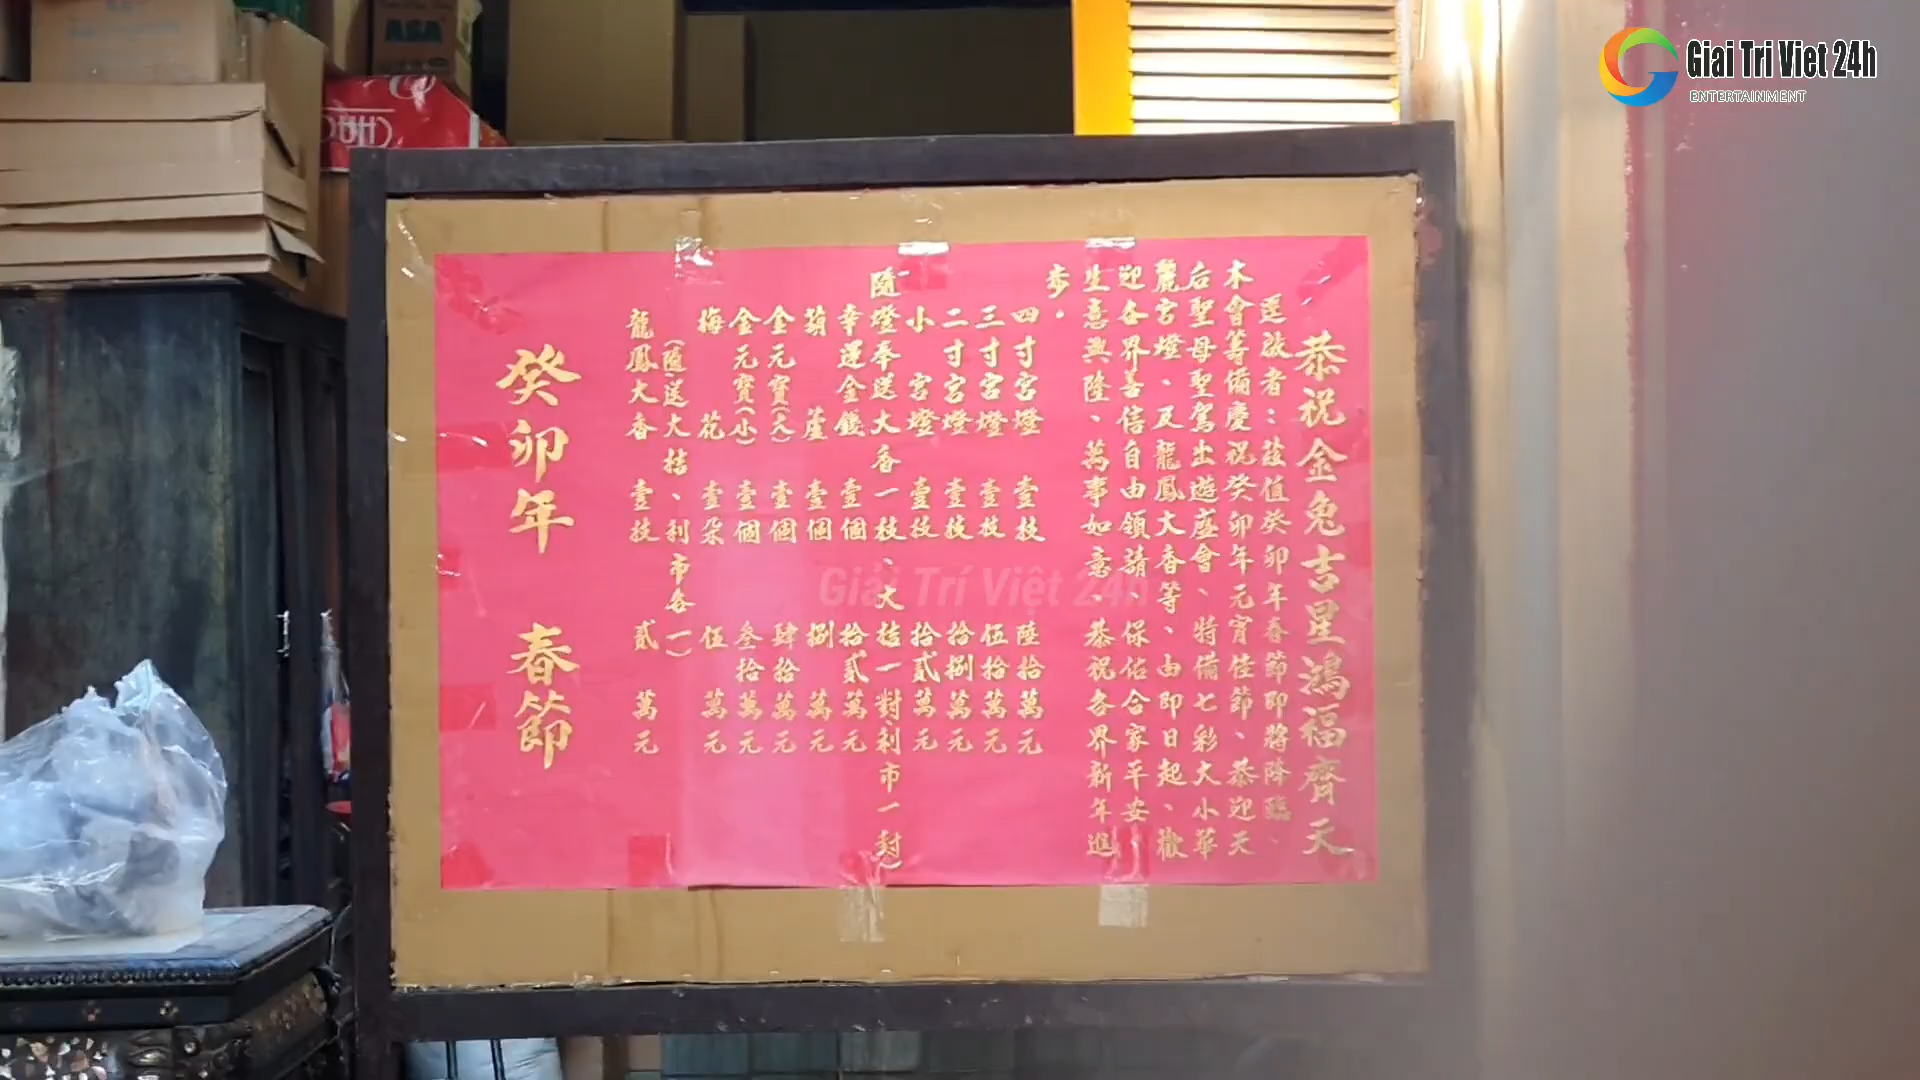 恭祝金兔吉星鴻福齊天
逕啟者：茲值癸卯年春節即將降臨、
本會籌備慶祝癸卯年元宵佳節、恭迎天
后聖母聖駕出遊盛會、特備七彩大小華
麗宮燈、及龍鳳大香等、由即日起、歡
迎各界善信自由領請、保佑合家平安、
生意興隆、萬事如意、恭祝各界新年進
步．
四寸宮燈 壹枝 陸拾萬元
三寸宮燈 壹枝 伍拾萬元
二寸宮燈 壹枝 拾捌萬元
小宮燈 壹枝 拾貳萬元
隨燈奉送大香一枝、大桔一對、利市一封）
幸運金錢 壹個 拾貳萬元
葫蘆 壹個 捌萬元
金元寶（大） 壹個 肆拾萬元
金元寶（小） 壹個 叁拾萬元
梅花 壹朵 伍萬元
（隨送大桔、利市各一）
龍鳳大香 壹枝 貳萬元
癸卯年 春節
Giai Tri Viet 24h
ENTERTAINMENT
Giải Trí Việt 24h
ASA